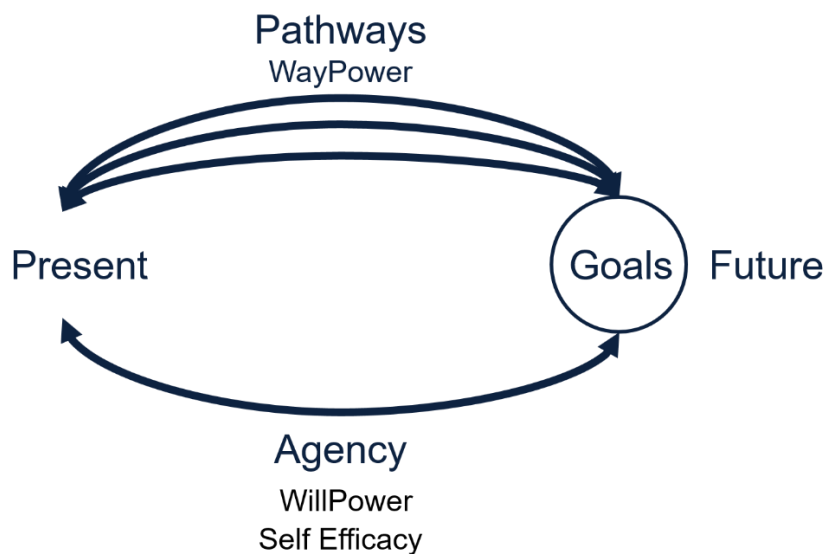 Pathways
WayPower
Present
Goals
Future
Agency
WillPower
Self Efficacy